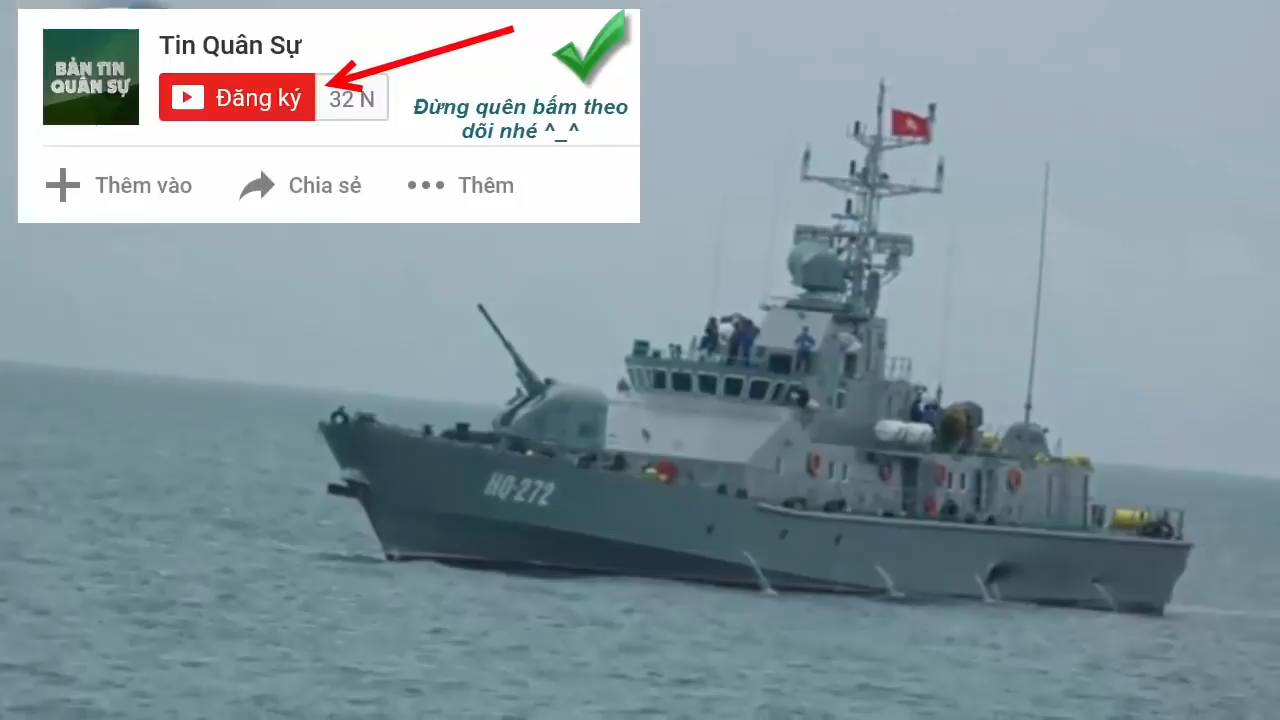 BẢN TIN
QUÂN SỰ
Tin Quân Sự
Đăng ký
32 N
Đừng quên bấm theo
dõi nhé ^_^
Thêm vào
Chia sẻ
Thêm
HQ-272